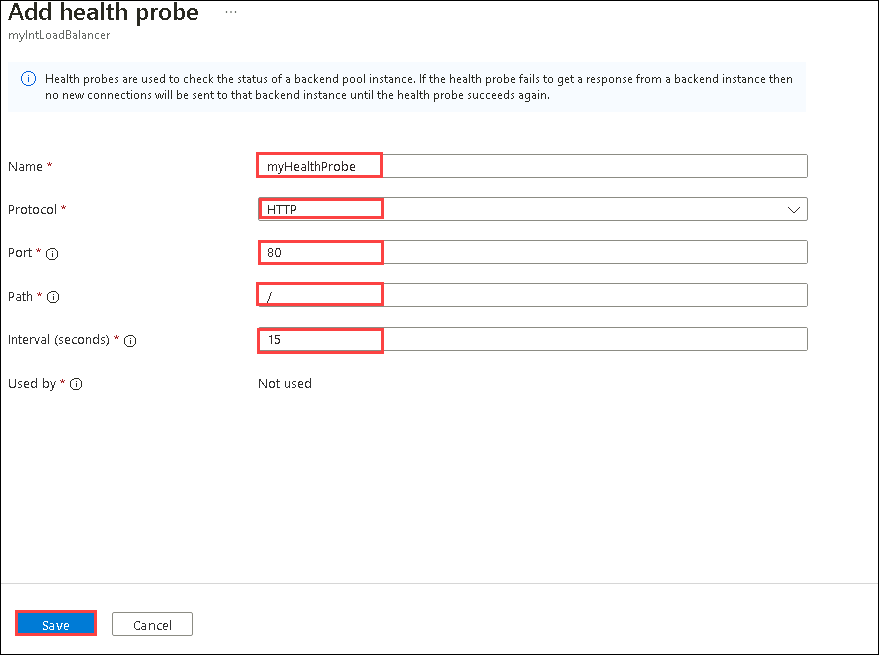 Add health probe ...
myIntLoadBalancer
Health probes are used to check the status of a backend pool instance. If the health probe fails to get a response from a backend instance then
no new connections will be sent to that backend instance until the health probe succeeds again.
Name * myHealthProbe
Protocol * HTTP
Port * 80
Path * /
Interval (seconds) * 15
Used by * Not used
Save Cancel